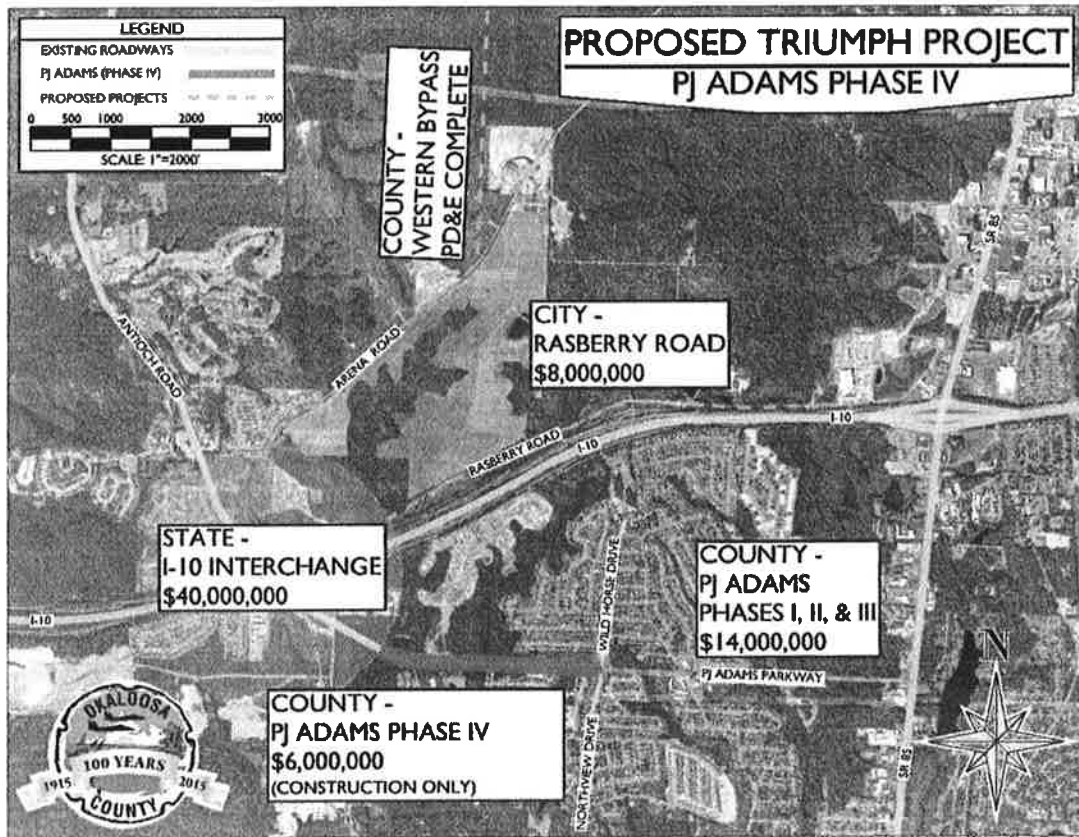 LEGEND
EXISTING ROADWAYS
PJ ADAMS (PHASE IV)
PROPOSED PROJECTS
0 500 1000 2000 3000
SCALE: 1"=2000'
PROPOSED TRIUMPH PROJECT
PJ ADAMS PHASE IV
COUNTY -
WESTERN BYPASS
PD&E COMPLETE
SR 85
ANTIOCH ROAD
ARENA ROAD
CITY -
RASBERRY ROAD
$8,000,000
RASBERRY ROAD
I-10
I-10
STATE -
I-10 INTERCHANGE
$40,000,000
I-10
WILD HORSE DRIVE
COUNTY -
PJ ADAMS
PHASES I, II, & III
$14,000,000
PJ ADAMS PARKWAY
N
COUNTY -
PJ ADAMS PHASE IV
$6,000,000
(CONSTRUCTION ONLY)
NORTHVIEW DRIVE
SR 85
OKALOOSA
100 YEARS
1915 2015
COUNTY